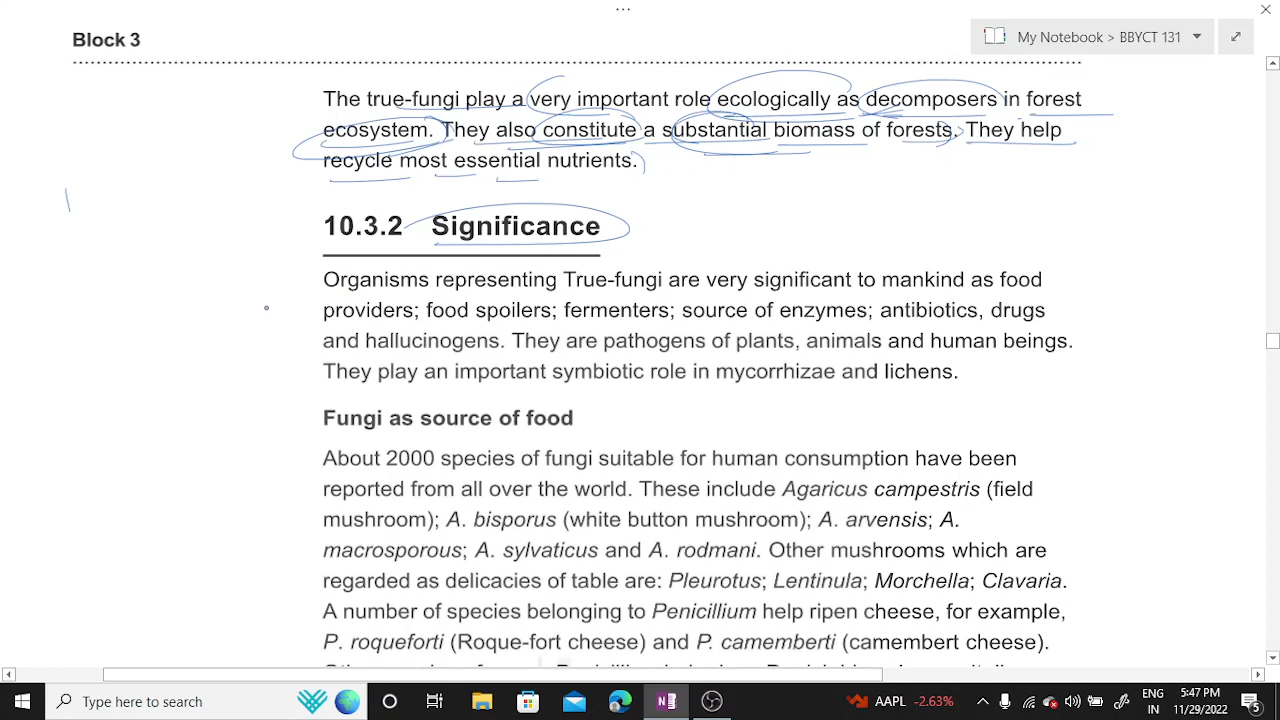 ...
Block 3
My Notebook > BBYCT 131
The true-fungi play a very important role ecologically as decomposers in forest
ecosystem. They also constitute a substantial biomass of forests. They help
recycle most essential nutrients.
10.3.2 Significance
Organisms representing True-fungi are very significant to mankind as food
providers; food spoilers; fermenters; source of enzymes; antibiotics, drugs
and hallucinogens. They are pathogens of plants, animals and human beings.
They play an important symbiotic role in mycorrhizae and lichens.
Fungi as source of food
About 2000 species of fungi suitable for human consumption have been
reported from all over the world. These include Agaricus campestris (field
mushroom); A. bisporus (white button mushroom); A. arvensis; A.
macrosporous; A. sylvaticus and A. rodmani. Other mushrooms which are
regarded as delicacies of table are: Pleurotus; Lentinula; Morchella; Clavaria.
A number of species belonging to Penicillium help ripen cheese, for example,
P. roqueforti (Roque-fort cheese) and P. camemberti (camembert cheese).
Type here to search
AAPL -2.63%
ENG
IN
5:47 PM
11/29/2022
5